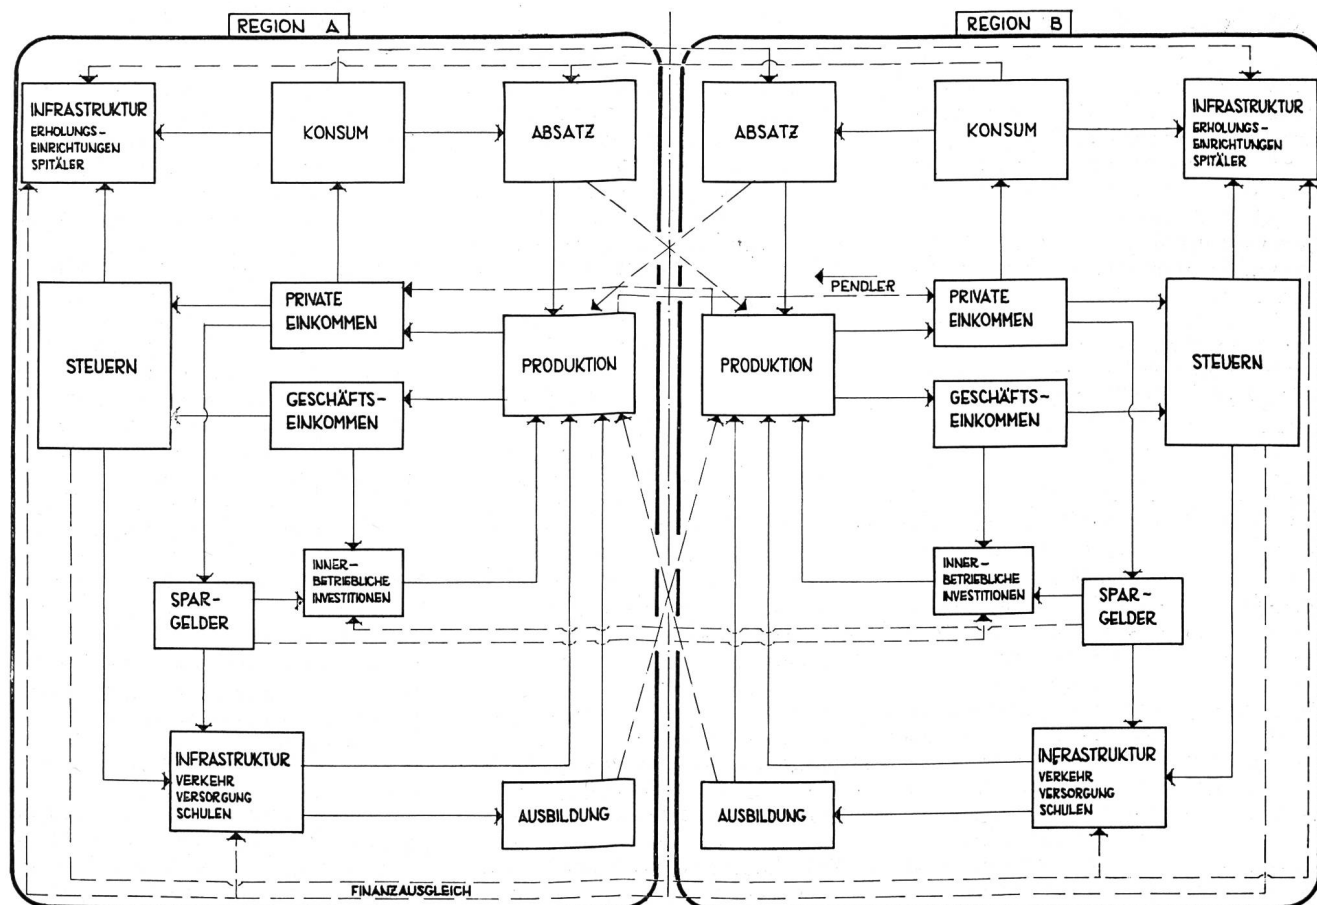 REGION A
REGION B
INFRASTRUKTUR
ERHOLUNGS-
EINRICHTUNGEN
SPITÄLER
KONSUM
ABSATZ
ABSATZ
KONSUM
INFRASTRUKTUR
ERHOLUNGS-
EINRICHTUNGEN
SPITÄLER
STEUERN
PRIVATE
EINKOMMEN
GESCHÄFTS-
EINKOMMEN
PRODUKTION
PRODUKTION
PENDLER
PRIVATE
EINKOMMEN
GESCHÄFTS-
EINKOMMEN
STEUERN
SPAR-
GELDER
INNER-
BETRIEBLICHE
INVESTITIONEN
INNER-
BETRIEBLICHE
INVESTITIONEN
SPAR-
GELDER
INFRASTRUKTUR
VERKEHR
VERSORGUNG
SCHULEN
AUSBILDUNG
AUSBILDUNG
INFRASTRUKTUR
VERKEHR
VERSORGUNG
SCHULEN
FINANZAUSGLEICH